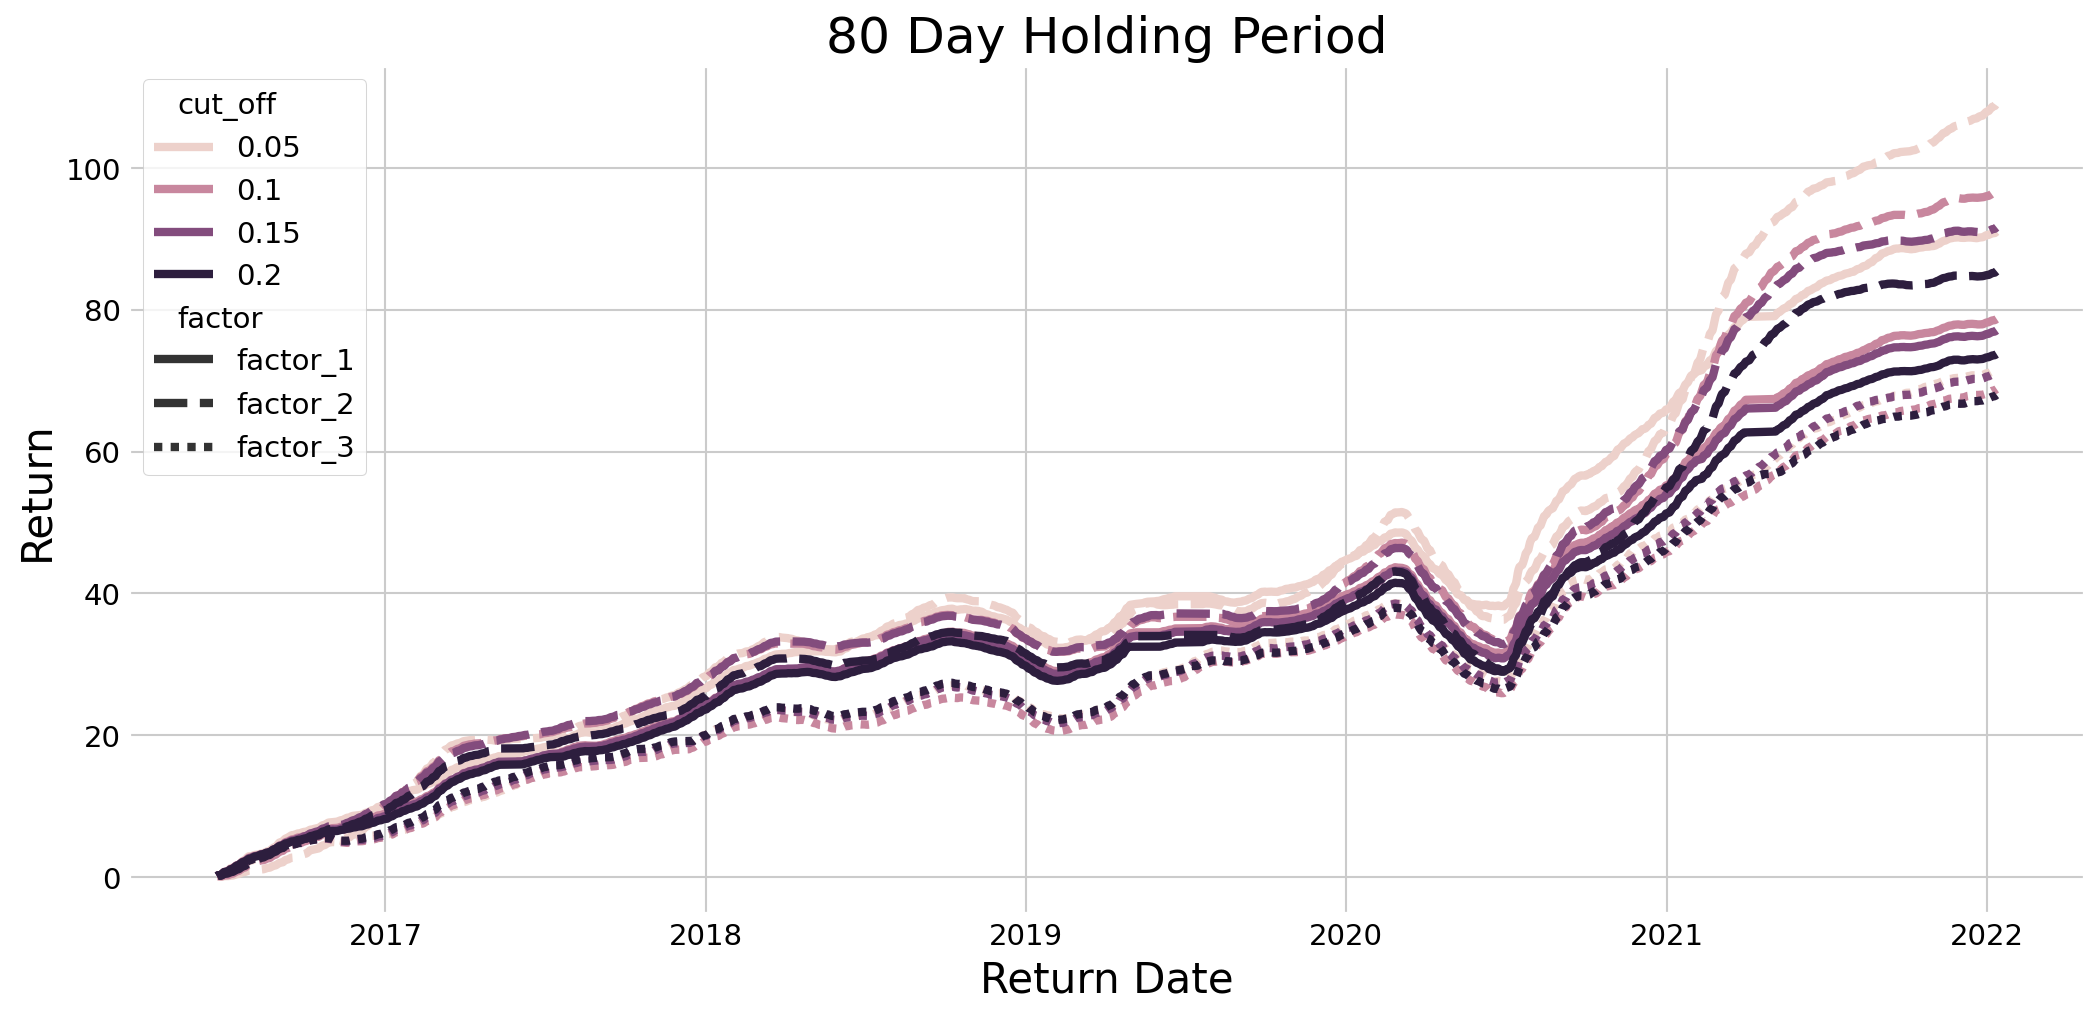 80 Day Holding Period
cut_off
0.05
0.1
0.15
0.2
factor
factor_1
factor_2
factor_3
Return
100
80
60
40
20
0
2017 2018 2019 2020 2021 2022
Return Date